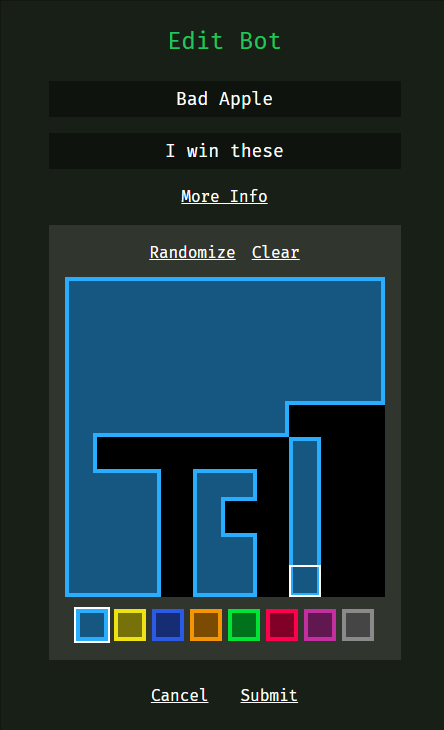 Edit Bot
Bad Apple
I win these
More Info
Randomize Clear
Cancel Submit